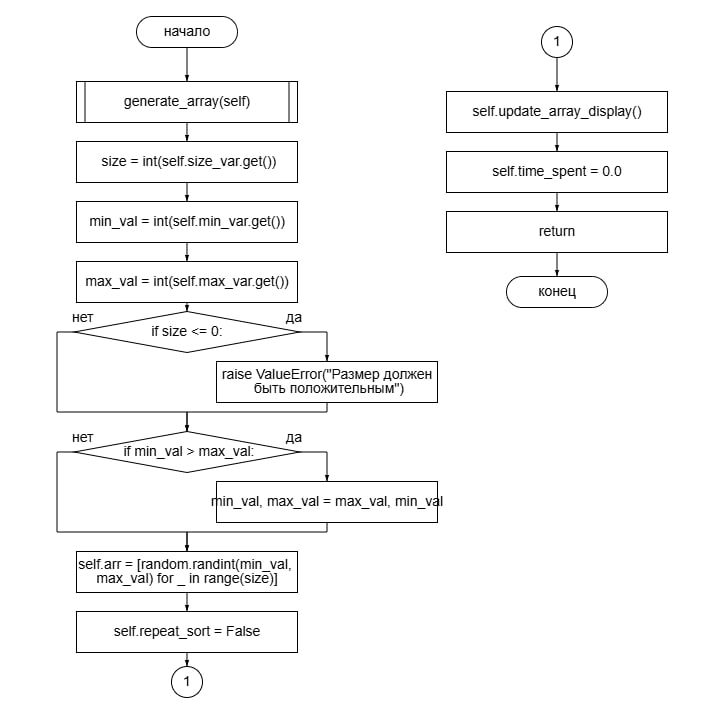 начало
generate_array(self)
size = int(self.size_var.get())
min_val = int(self.min_var.get())
max_val = int(self.max_var.get())
нет
да
if size <= 0:
raise ValueError("Размер должен
быть положительным")
нет
да
if min_val > max_val:
min_val, max_val = max_val, min_val
self.arr = [random.randint(min_val,
max_val) for _ in range(size)]
self.repeat_sort = False
1
1
self.update_array_display()
self.time_spent = 0.0
return
конец